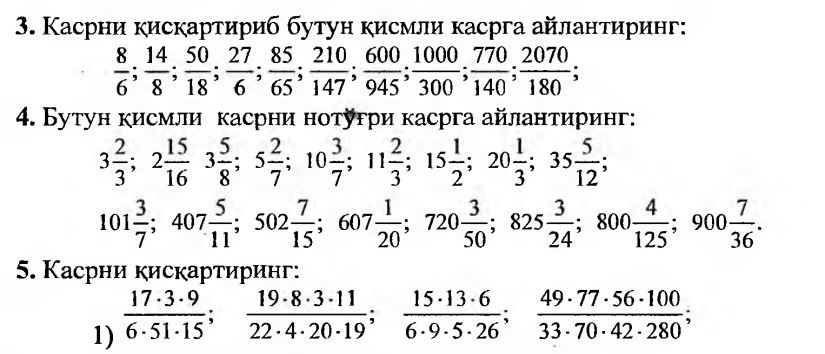 3. Касрни қисқартириб бутун қисмли касрга айлантиринг:
8/6; 14/8; 50/18; 27/6; 85/65; 210/147; 600/945; 1000/300; 770/140; 2070/180;
4. Бутун қисмли касрни нотўғри касрга айлантиринг:
3 2/3; 2 15/16 3 5/8; 5 2/7; 10 3/7; 11 2/3; 15 1/2; 20 1/3; 35 5/12;
101 3/7; 407 5/11; 502 7/15; 607 1/20; 720 3/50; 825 3/24; 800 4/125; 900 7/36.
5. Касрни қисқартиринг:
1) 17·3·9/6·51·15; 19·8·3·11/22·4·20·19; 15·13·6/6·9·5·26; 49·77·56·100/33·70·42·280;